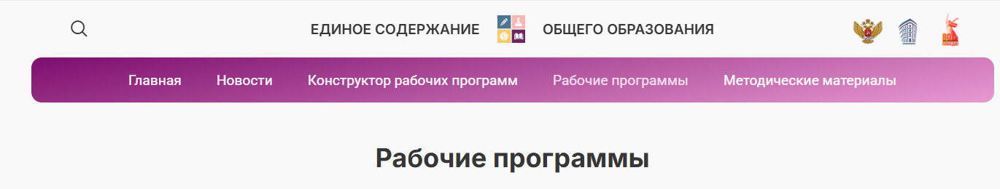 ЕДИНОЕ СОДЕРЖАНИЕ ОБЩЕГО ОБРАЗОВАНИЯ
Главная Новости Конструктор рабочих программ Рабочие программы Методические материалы
Рабочие программы